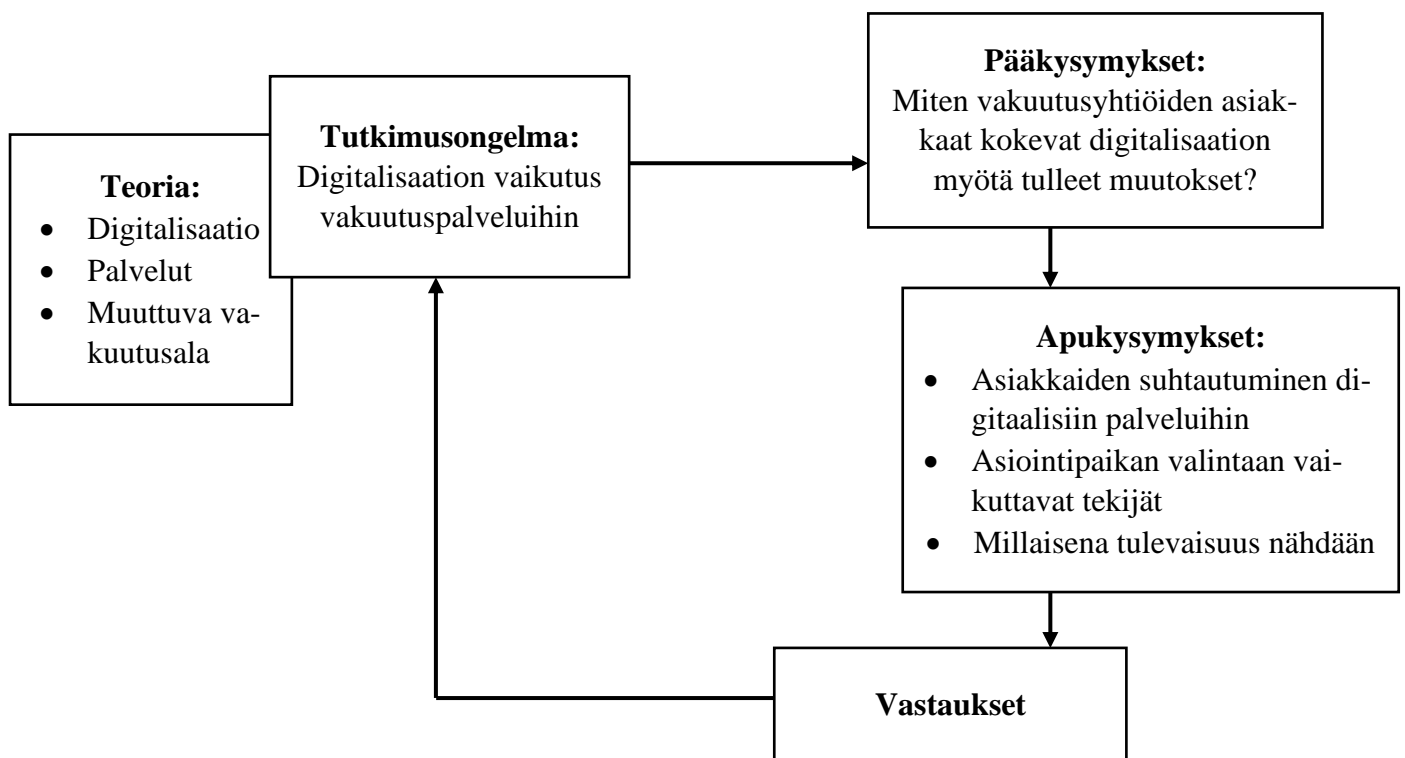 Teoria:
• Digitalisaatio
• Palvelut
• Muuttuva va-
kuutusala
Tutkimusongelma:
Digitalisaation vaikutus
vakuutuspalveluihin
Pääkysymykset:
Miten vakuutusyhtiöiden asiak-
kaat kokevat digitalisaation
myötä tulleet muutokset?
Apukysymykset:
• Asiakkaiden suhtautuminen di-
gitaalisiin palveluihin
• Asiointipaikan valintaan vai-
kuttavat tekijät
• Millaisena tulevaisuus nähdään
Vastaukset